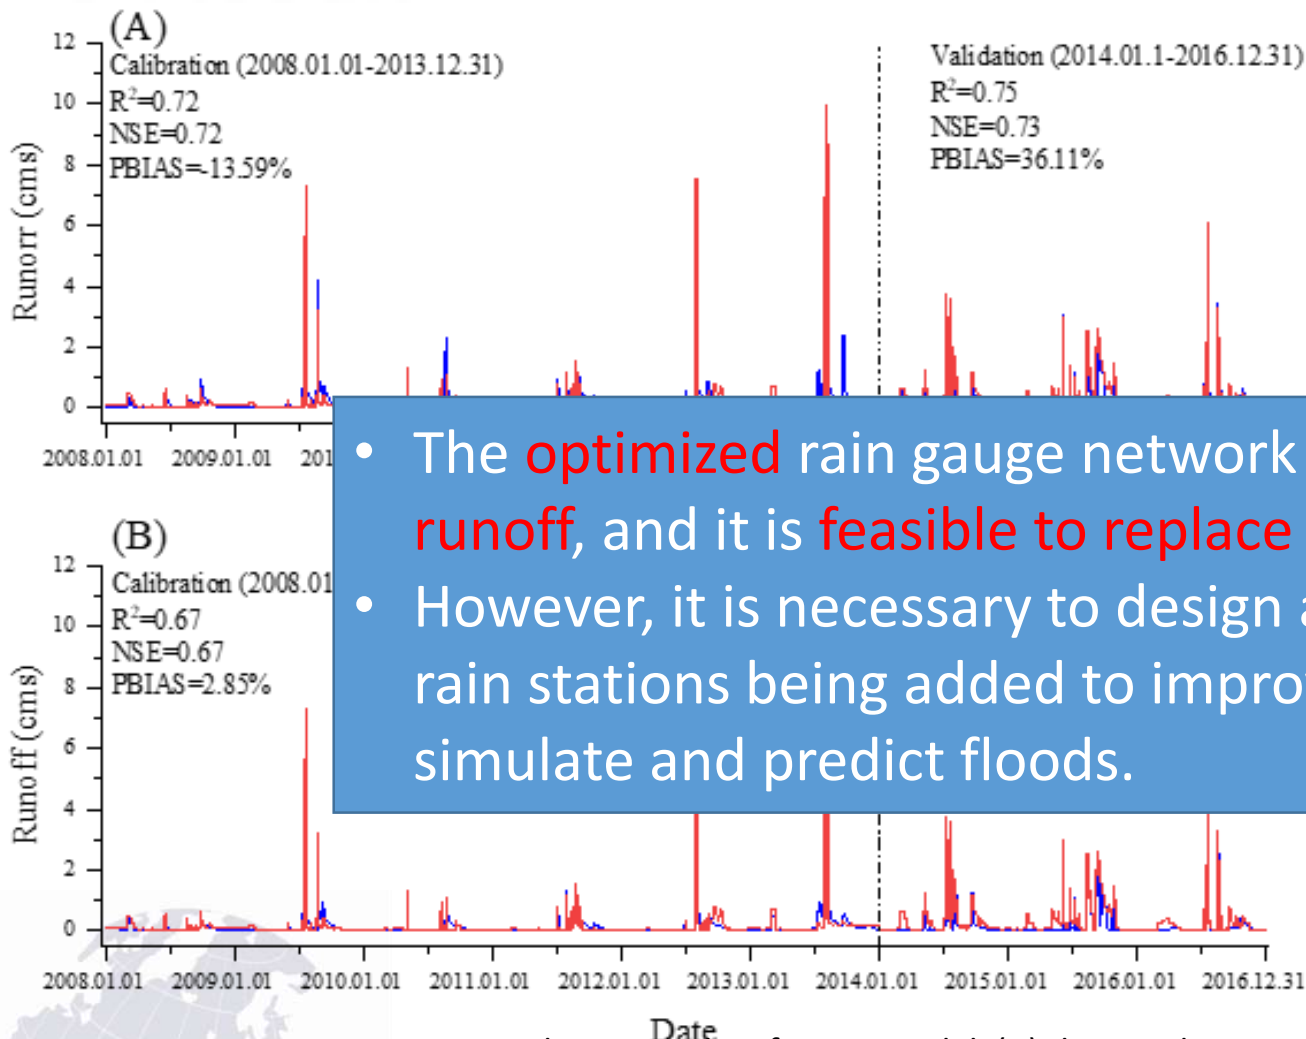 (A)
Calibration (2008.01.01-2013.12.31)
R²=0.72
NSE=0.72
PBIAS=-13.59%
Validation (2014.01.1-2016.12.31)
R²=0.75
NSE=0.73
PBIAS=36.11%
Runorr (cms)
12
10
8
6
4
2
0
2008.01.01 2009.01.01 201
• The optimized rain gauge network
runoff, and it is feasible to replace
• However, it is necessary to design
rain stations being added to impro
simulate and predict floods.
(B)
Calibration (2008.01
R²=0.67
NSE=0.67
PBIAS=2.85%
Runoff (cms)
12
10
8
6
4
2
0
2008.01.01 2009.01.01 2010.01.01 2011.01.01 2012.01.01 2013.01.01 2014.01.01 2015.01.01 2016.01.01 2016.12.31
Date